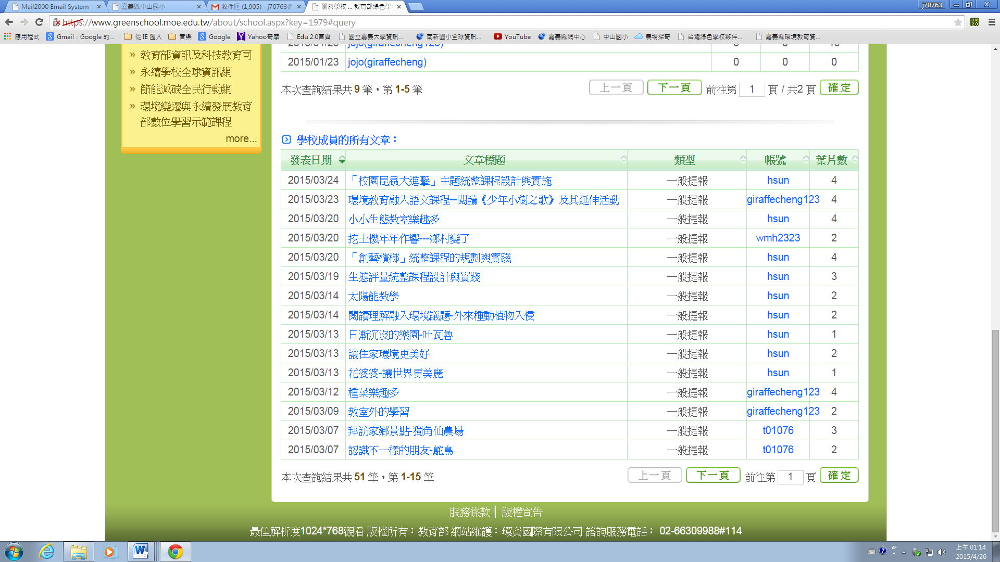 Mail2000 Email System
嘉義縣中山國小
收件匣 (1,905) - j70763@
關於學校 ::: 教育部綠色學
j70763
https://www.greenschool.moe.edu.tw/about/school.aspx?key=1979#query
應用程式 Gmail：Google 的... 從 IE 匯入 音樂 Google Yahoo奇摩 Edu 2.0首頁 國立嘉義大學資訊... 南新國小全球資訊... YouTube 嘉義縣網中心 中山國小 農場探奇 台灣綠色學校夥伴... 嘉義縣環境教育資...
» 教育部資訊及科技教育司
» 永續學校全球資訊網
» 節能減碳全民行動網
» 環境變遷與永續發展教育
部數位學習示範課程
more...
2015/01/23 jojo(giraffecheng) 0 0 0
本次查詢結果共 9 筆，第 1-5 筆 上一頁 下一頁 前往第 1 頁 / 共2 頁 確定
學校成員的所有文章：
發表日期 文章標題 類型 帳號 葉片數
2015/03/24 「校園昆蟲大進擊」主題統整課程設計與實施 一般提報 hsun 4
2015/03/23 環境教育融入語文課程─閱讀《少年小樹之歌》及其延伸活動 一般提報 giraffecheng123 4
2015/03/20 小小生態教室樂趣多 一般提報 hsun 4
2015/03/20 挖土機年年作響---鄉村變了 一般提報 wmh2323 2
2015/03/20 「創藝檳榔」統整課程的規劃與實踐 一般提報 hsun 4
2015/03/19 生態評量統整課程設計與實踐 一般提報 hsun 3
2015/03/14 太陽能教學 一般提報 hsun 2
2015/03/14 閱讀理解融入環境議題-外來種動植物入侵 一般提報 hsun 2
2015/03/13 日漸沉沒的樂園-吐瓦魯 一般提報 hsun 1
2015/03/13 讓住家環境更美好 一般提報 hsun 2
2015/03/13 花婆婆-讓世界更美麗 一般提報 hsun 1
2015/03/12 種菜樂趣多 一般提報 giraffecheng123 4
2015/03/09 教室外的學習 一般提報 giraffecheng123 2
2015/03/07 拜訪家鄉景點-獨角仙農場 一般提報 t01076 3
2015/03/07 認識不一樣的朋友-鴕鳥 一般提報 t01076 2
本次查詢結果共 51 筆，第 1-15 筆 上一頁 下一頁 前往第 1 頁 確定
服務條款 │ 版權宣告
最佳解析度1024*768觀看 版權所有：教育部 網站維護：環資國際有限公司 諮詢服務電話： 02-66309988#114
上午 01:14
2015/4/26